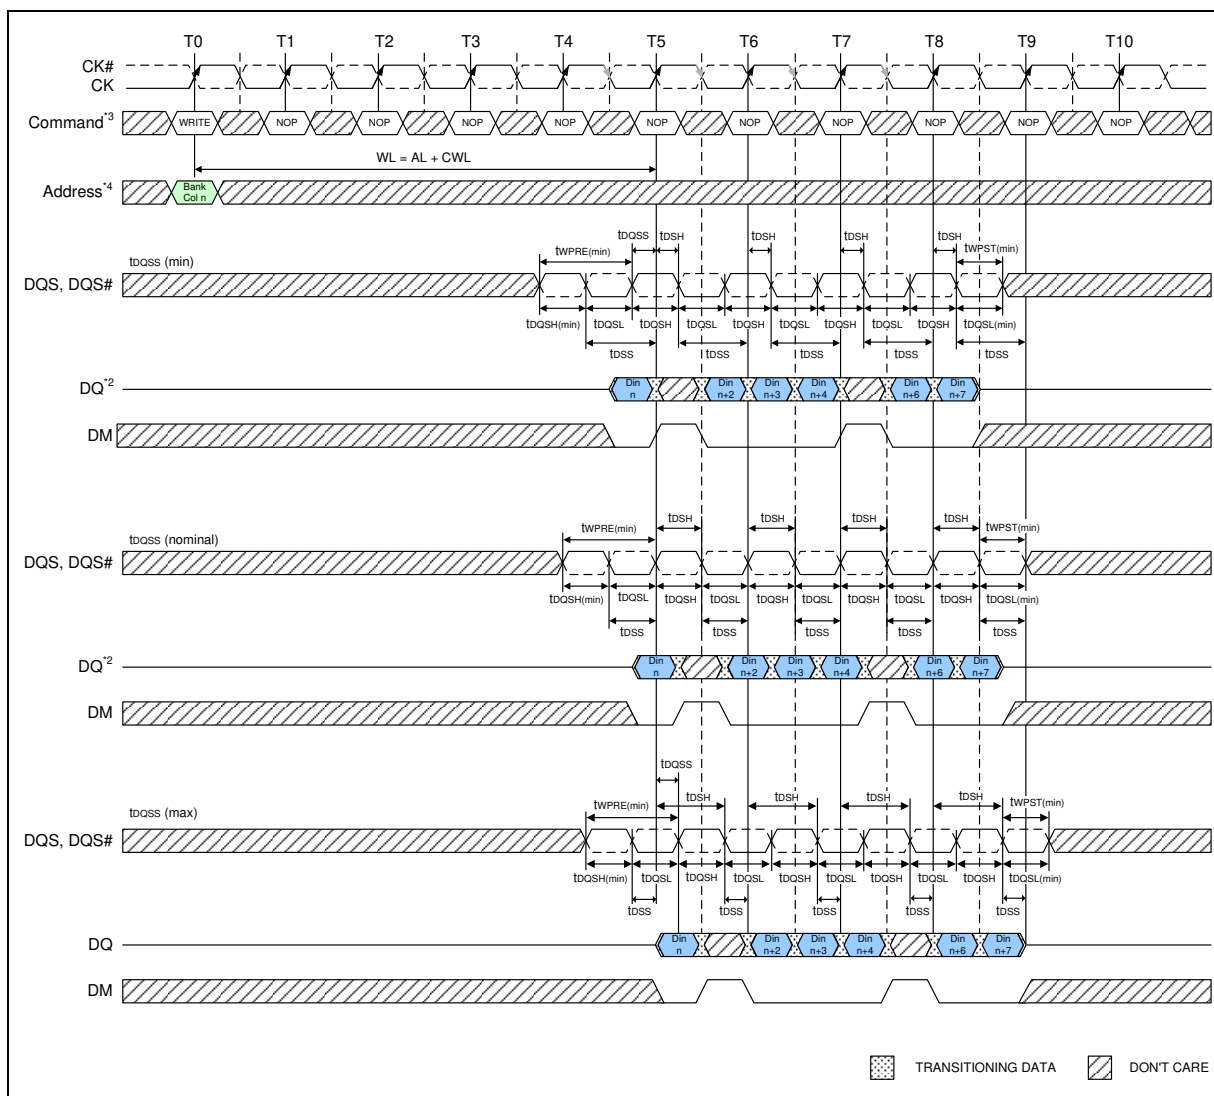 T0 T1 T2 T3 T4 T5 T6 T7 T8 T9 T10
CK#
CK
Command*3 WRITE NOP NOP NOP NOP NOP NOP NOP NOP NOP NOP
WL = AL + CWL
Address*4 Bank
Col n
tDQSS tDSH tDSH tDSH tDSH
tDQSS (min) tWPRE(min) tWPST(min)
DQS, DQS#
tDQSH(min) tDQSL tDQSH tDQSL tDQSH tDQSL tDQSH tDQSL tDQSH tDQSL(min)
tDSS tDSS tDSS tDSS tDSS
DQ*2 Din Din Din Din Din Din
n n+2 n+3 n+4 n+6 n+7
DM
tDSH tDSH tDSH tDSH
tDQSS (nominal) tWPRE(min) tWPST(min)
DQS, DQS#
tDQSH(min) tDQSL tDQSH tDQSL tDQSH tDQSL tDQSH tDQSL tDQSH tDQSL(min)
tDSS tDSS tDSS tDSS tDSS
DQ*2 Din Din Din Din Din Din
n n+2 n+3 n+4 n+6 n+7
DM
tDQSS
tDQSS (max) tWPRE(min) tDSH tDSH tDSH tDSH tWPST(min)
DQS, DQS#
tDQSH(min) tDQSL tDQSH tDQSL tDQSH tDQSL tDQSH tDQSL tDQSH tDQSL(min)
tDSS tDSS tDSS tDSS tDSS
DQ Din Din Din Din Din Din
n n+2 n+3 n+4 n+6 n+7
DM
TRANSITIONING DATA DON'T CARE